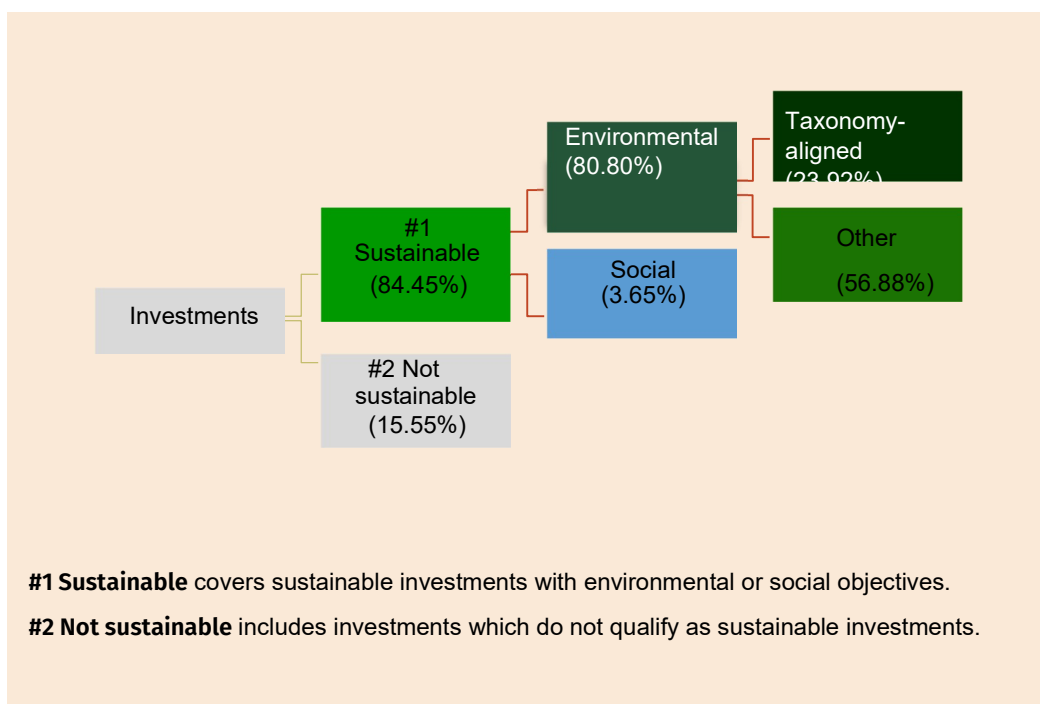 Taxonomy-
aligned
(23.92%)
Environmental
(80.80%)
#1
Sustainable
(84.45%)
Other
(56.88%)
Social
(3.65%)
Investments
#2 Not
sustainable
(15.55%)
#1 Sustainable covers sustainable investments with environmental or social objectives.
#2 Not sustainable includes investments which do not qualify as sustainable investments.